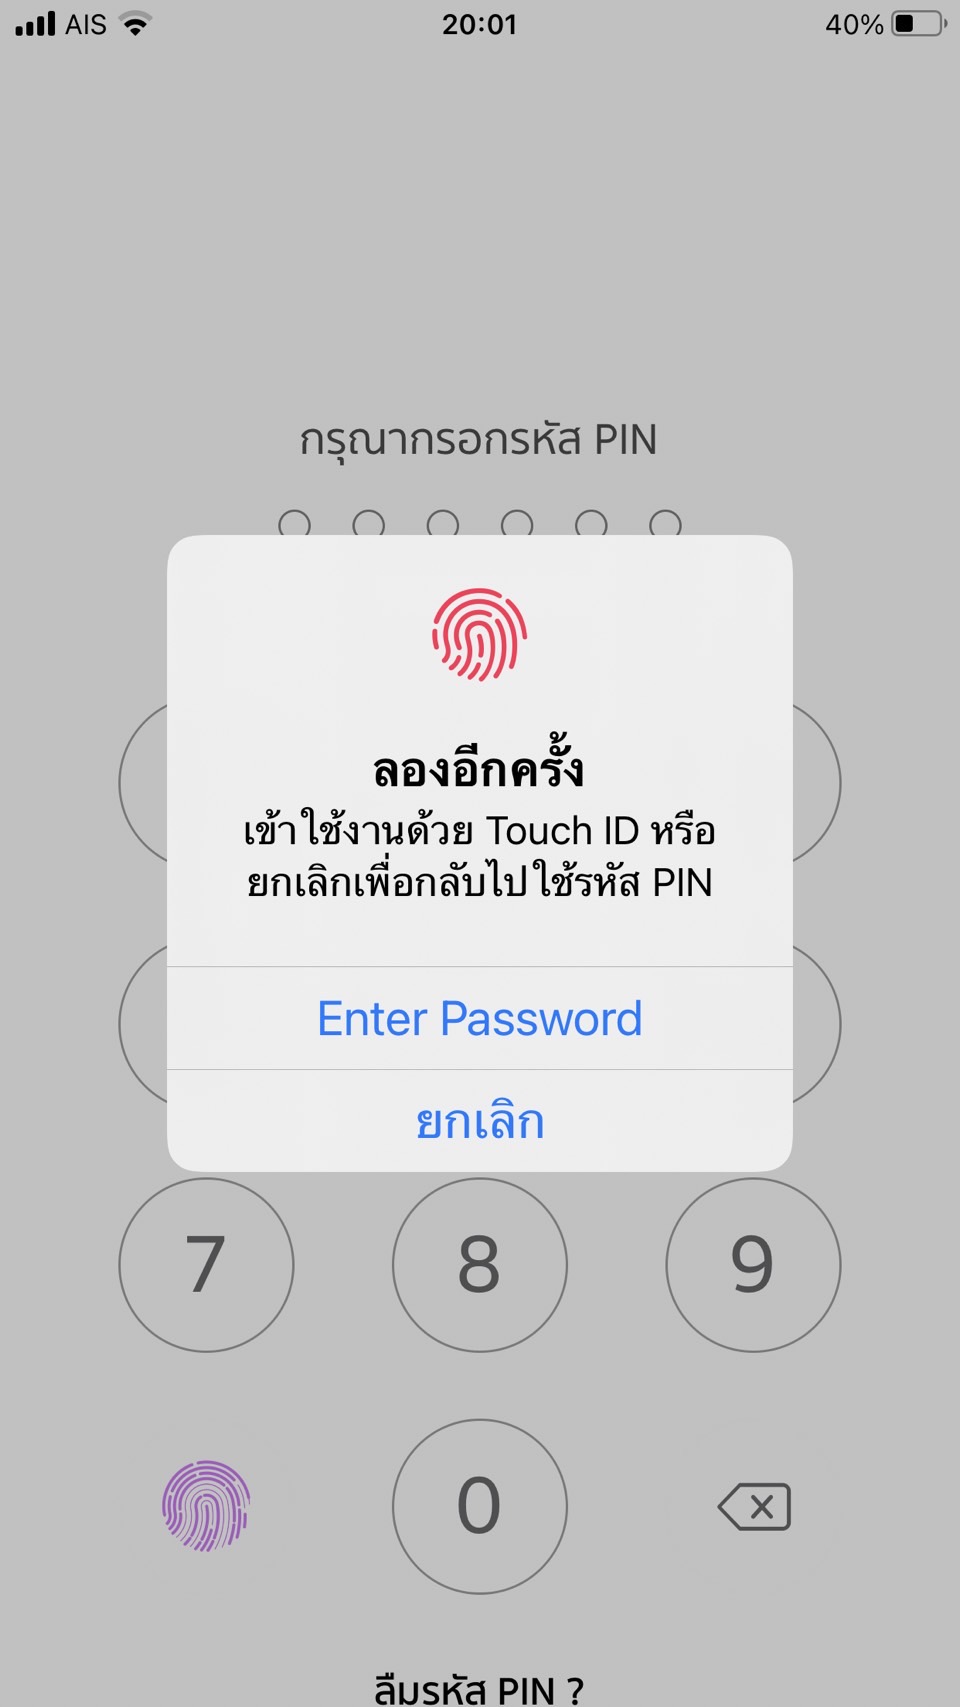 AIS
20:01
40%
กรุณากรอกรหัส PIN
ลองอีกครั้ง
เข้าใช้งานด้วย Touch ID หรือ
ยกเลิกเพื่อกลับไปใช้รหัส PIN
Enter Password
ยกเลิก
7 8 9
0
ลืมรหัส PIN ?